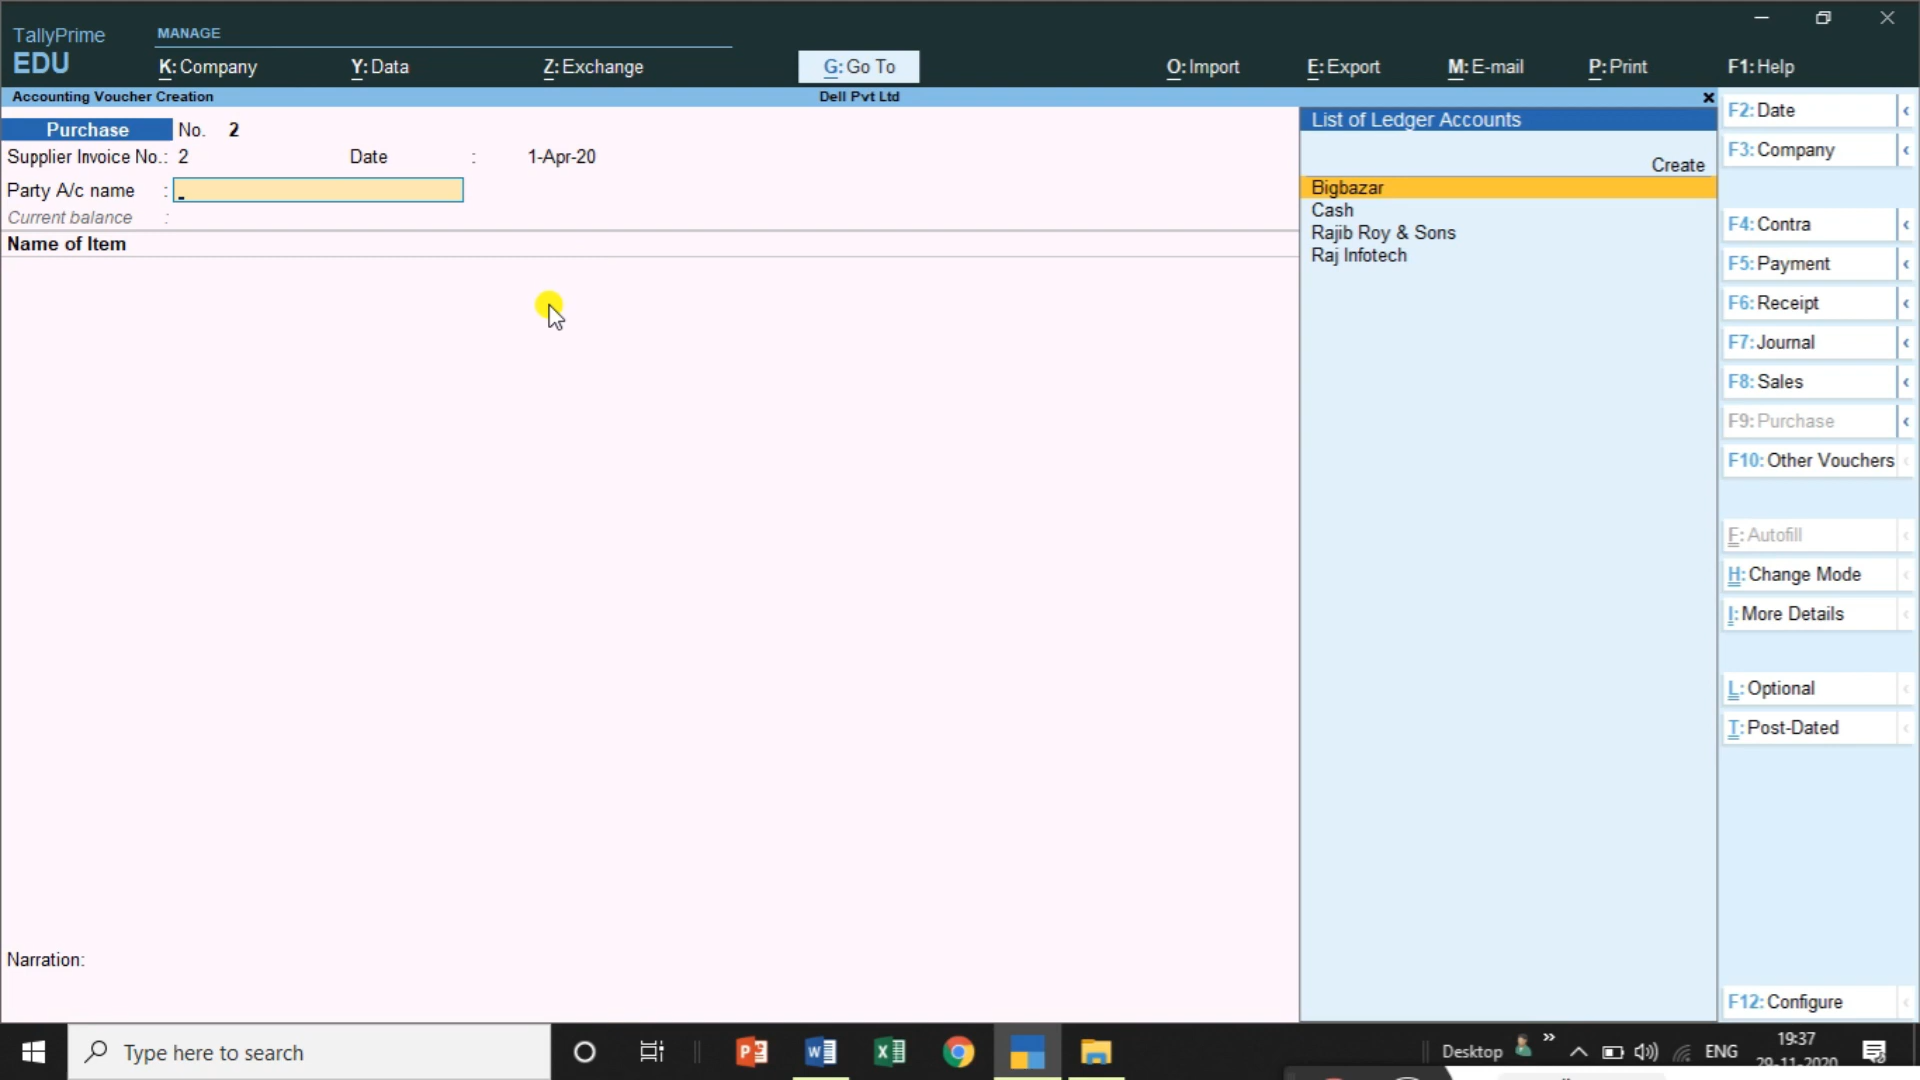 TallyPrime
EDU
MANAGE
K: Company
Y: Data
Z: Exchange
G: Go To
O: Import
E: Export
M: E-mail
P: Print
F1: Help
Accounting Voucher Creation
Dell Pvt Ltd
Purchase No. 2
Supplier Invoice No.: 2 Date : 1-Apr-20
Party A/c name :
Current balance :
Name of Item
Narration:
List of Ledger Accounts
Create
Bigbazar
Cash
Rajib Roy & Sons
Raj Infotech
F2: Date
F3: Company
F4: Contra
F5: Payment
F6: Receipt
F7: Journal
F8: Sales
F9: Purchase
F10: Other Vouchers
F: Autofill
H: Change Mode
I: More Details
L: Optional
T: Post-Dated
F12: Configure
Type here to search
Desktop
ENG
19:37
29-11-2020